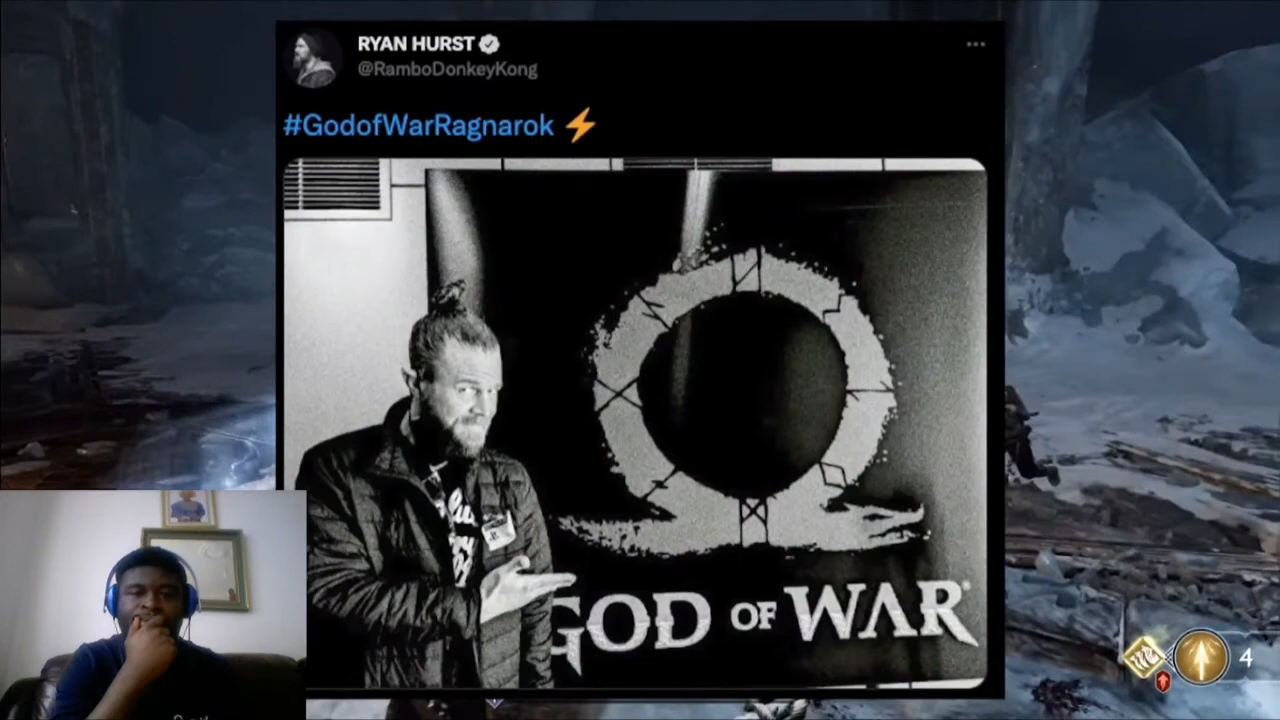 RYAN HURST
@RamboDonkeyKong
#GodofWarRagnarok ⚡
GOD OF WAR
4